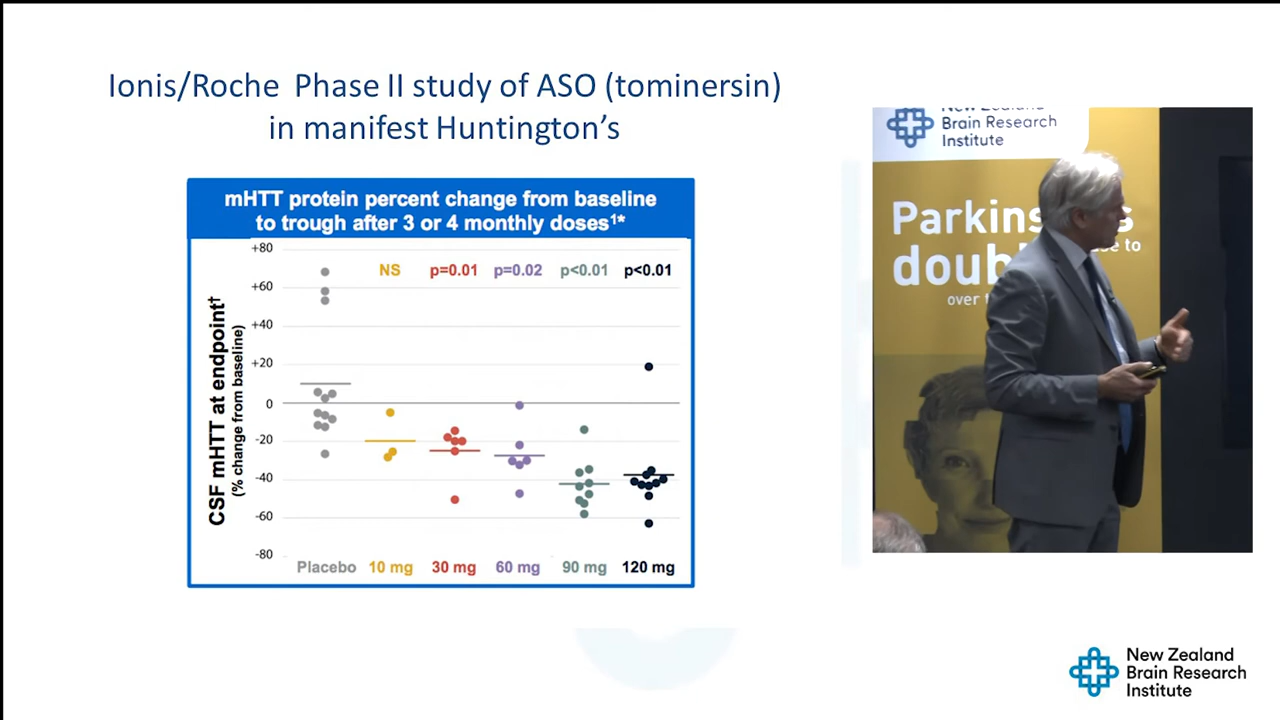 Ionis/Roche Phase II study of ASO (tominersin)
in manifest Huntington’s
mHTT protein percent change from baseline
to trough after 3 or 4 monthly doses¹*
CSF mHTT at endpoint†
(% change from baseline)
+80
+60
+40
+20
0
-20
-40
-60
-80
NS
p=0.01
p=0.02
p<0.01
p<0.01
Placebo
10 mg
30 mg
60 mg
90 mg
120 mg
New Zealand
Brain Research
Institute
to
over
New Zealand
Brain Research
Institute